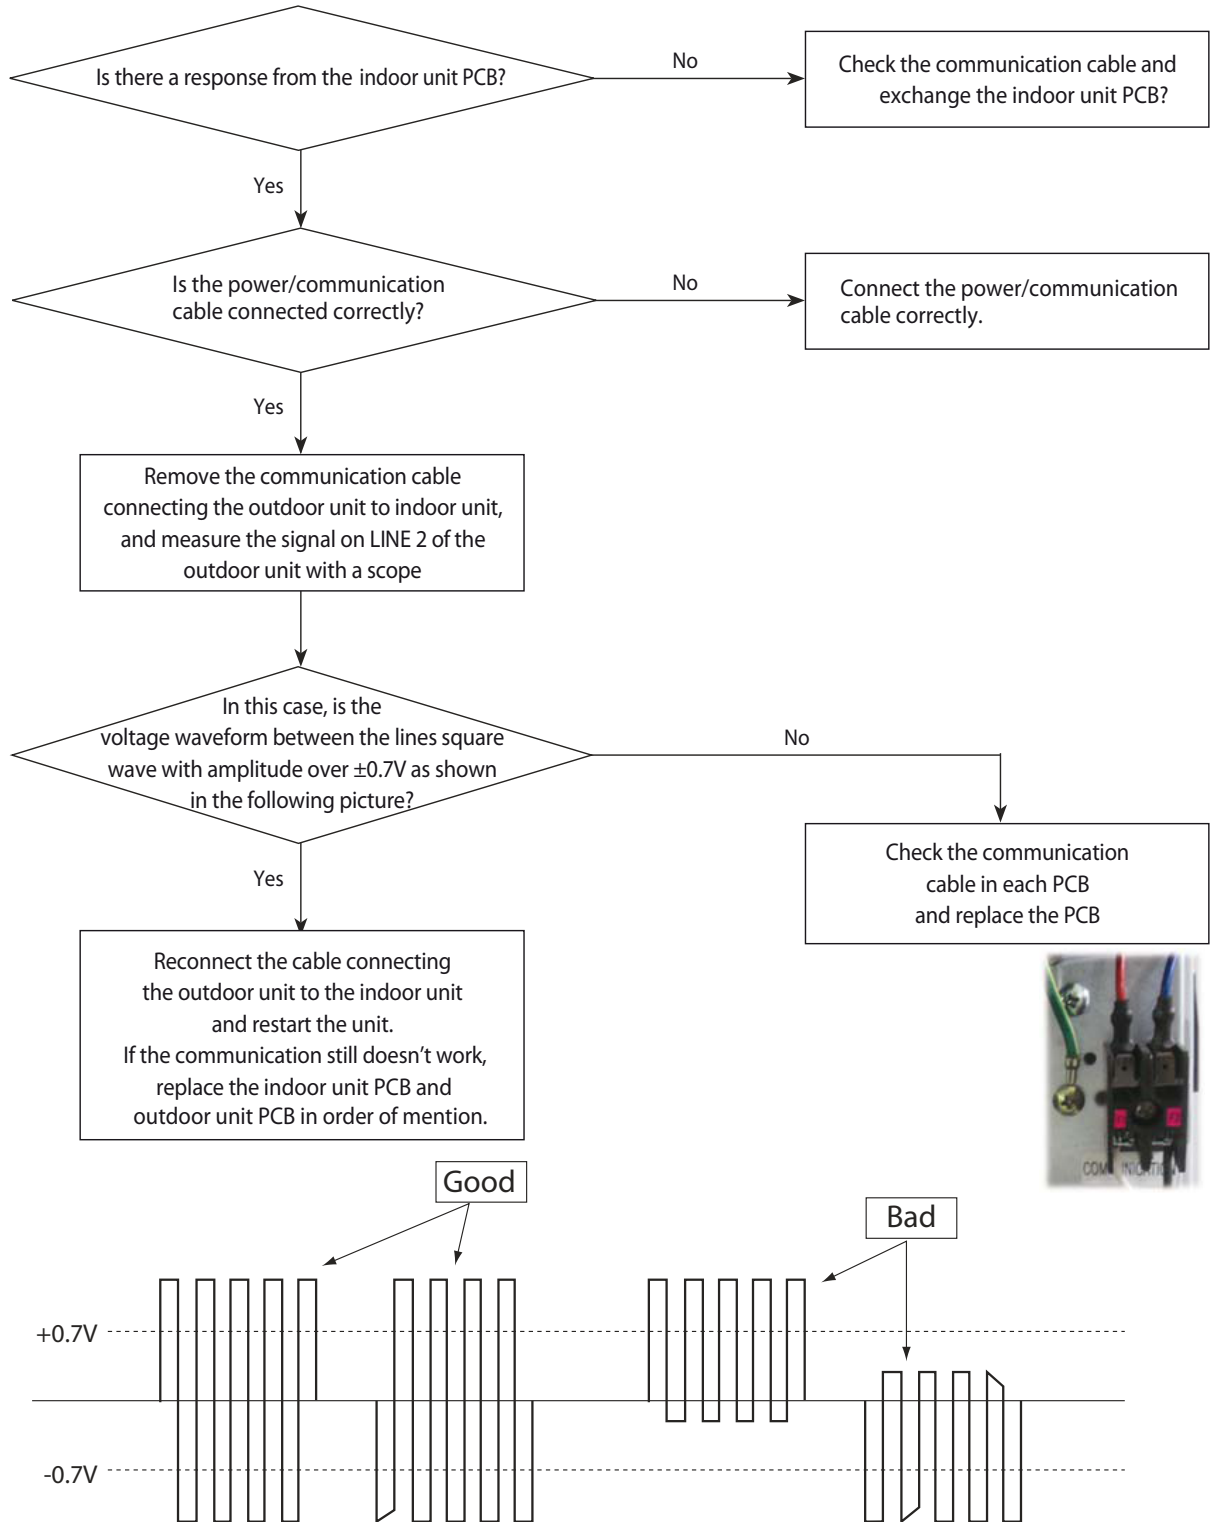 Is there a response from the indoor unit PCB?
No
Check the communication cable and
exchange the indoor unit PCB?
Yes
Is the power/communication
cable connected correctly?
No
Connect the power/communication
cable correctly.
Yes
Remove the communication cable
connecting the outdoor unit to indoor unit,
and measure the signal on LINE 2 of the
outdoor unit with a scope
In this case, is the
voltage waveform between the lines square
wave with amplitude over ±0.7V as shown
in the following picture?
No
Check the communication
cable in each PCB
and replace the PCB
Yes
Reconnect the cable connecting
the outdoor unit to the indoor unit
and restart the unit.
If the communication still doesn't work,
replace the indoor unit PCB and
outdoor unit PCB in order of mention.
Good
Bad
+0.7V
-0.7V